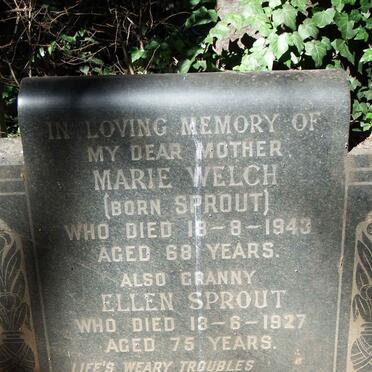 IN LOVING MEMORY OF
MY DEAR MOTHER
MARIE WELCH
(BORN SPROUT)
WHO DIED 18-8-1943
AGED 68 YEARS.
ALSO GRANNY
ELLEN SPROUT
WHO DIED 13-6-1927
AGED 75 YEARS.
LIFE'S WEARY TROUBLES